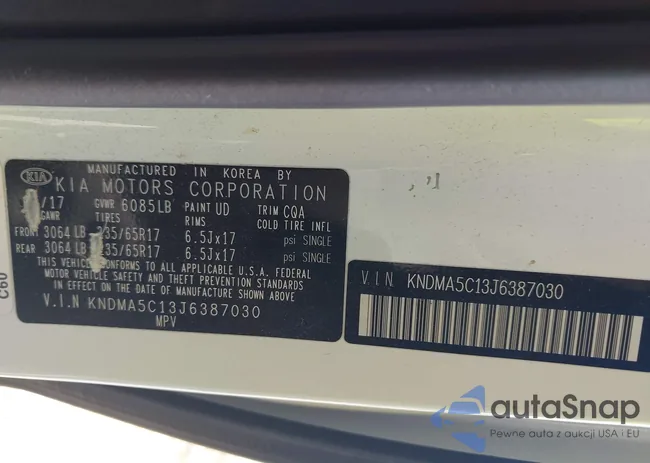 MANUFACTURED IN KOREA BY
KIA KIA MOTORS CORPORATION
/17 GVWR 6085LB PAINT UD TRIM CQA
GAWR TIRES RIMS COLD TIRE INFL
FRONT 3064 LB 35/65R17 6.5Jx17 psi SINGLE
REAR 3064 LB 35/65R17 6.5Jx17 psi SINGLE
THIS VEHICLE CONFORMS TO ALL APPLICABLE U.S.A. FEDERAL
MOTOR VEHICLE SAFETY AND THEFT PREVENTION STANDARDS
IN EFFECT ON THE DATE OF MANUFACTURE SHOWN ABOVE.
V.I.N KNDMA5C13J6387030
MPV
C60
V.I.N KNDMA5C13J6387030
autaSnap
Pewne auta z aukcji USA i EU